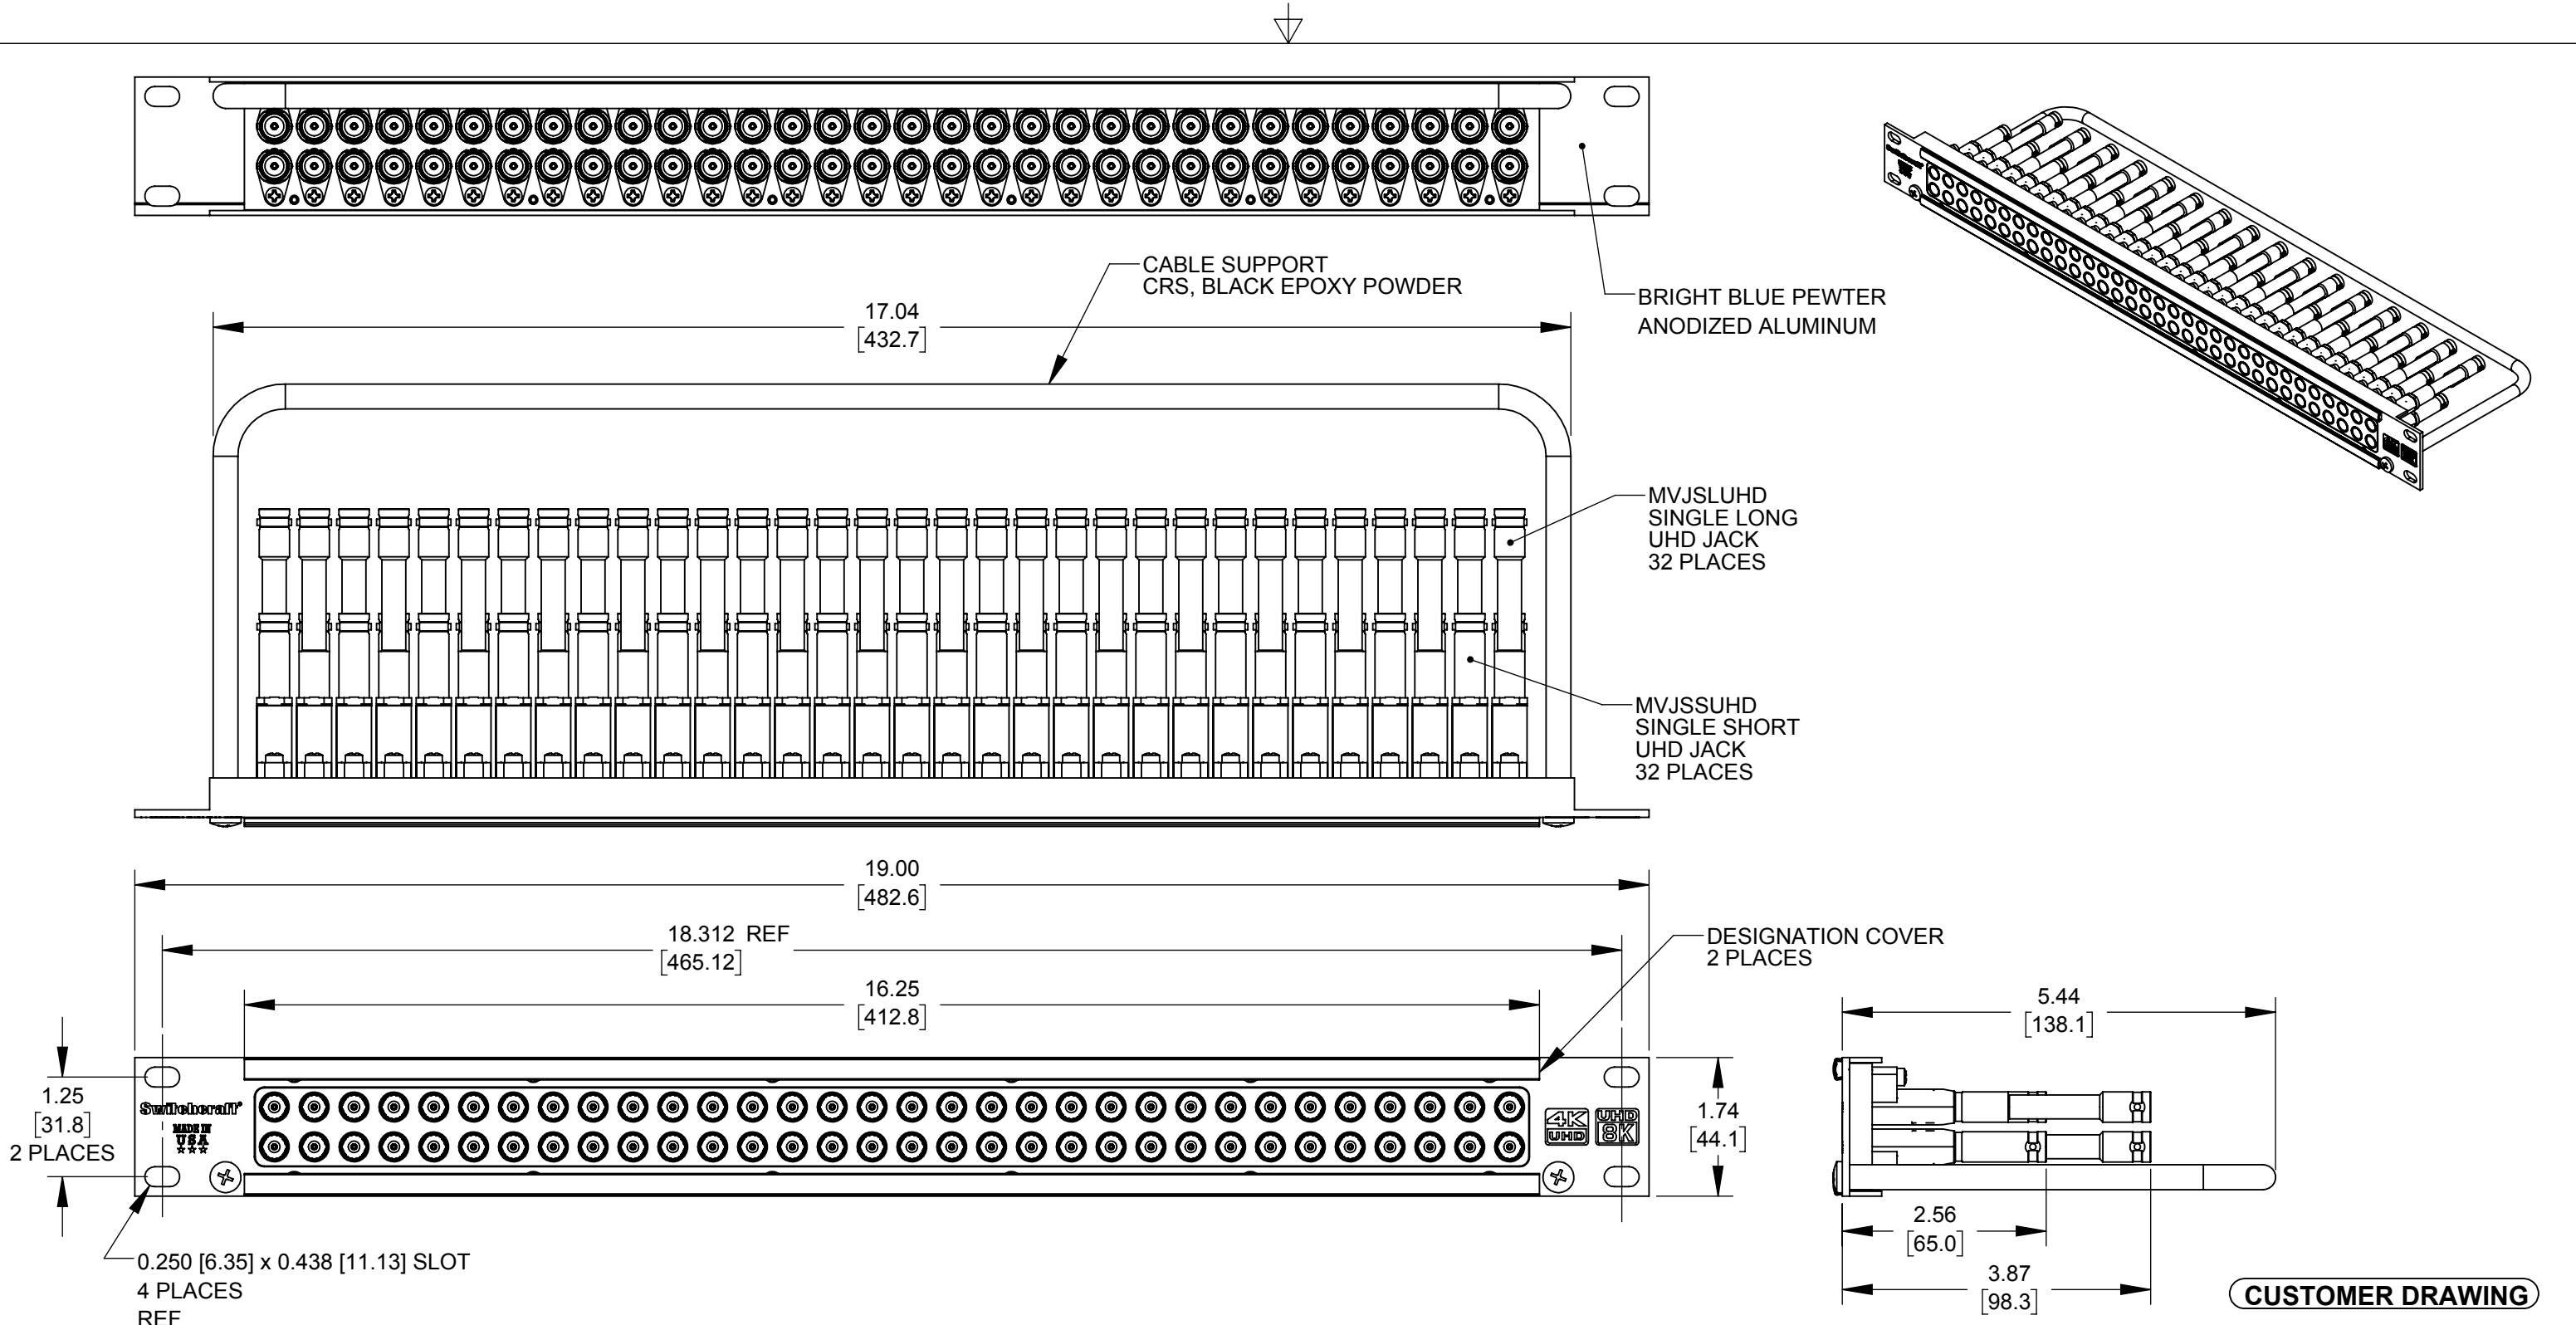 CABLE SUPPORT
CRS, BLACK EPOXY POWDER
BRIGHT BLUE PEWTER
ANODIZED ALUMINUM
17.04
[432.7]
MVJSLUHD
SINGLE LONG
UHD JACK
32 PLACES
MVJSSUHD
SINGLE SHORT
UHD JACK
32 PLACES
19.00
[482.6]
18.312 REF
[465.12]
DESIGNATION COVER
2 PLACES
16.25
[412.8]
5.44
[138.1]
1.25
[31.8]
2 PLACES
Switchcraft®
MADE IN
USA
4K
UHD
UHD
8K
1.74
[44.1]
2.56
[65.0]
0.250 [6.35] x 0.438 [11.13] SLOT
4 PLACES
REF
3.87
[98.3]
CUSTOMER DRAWING